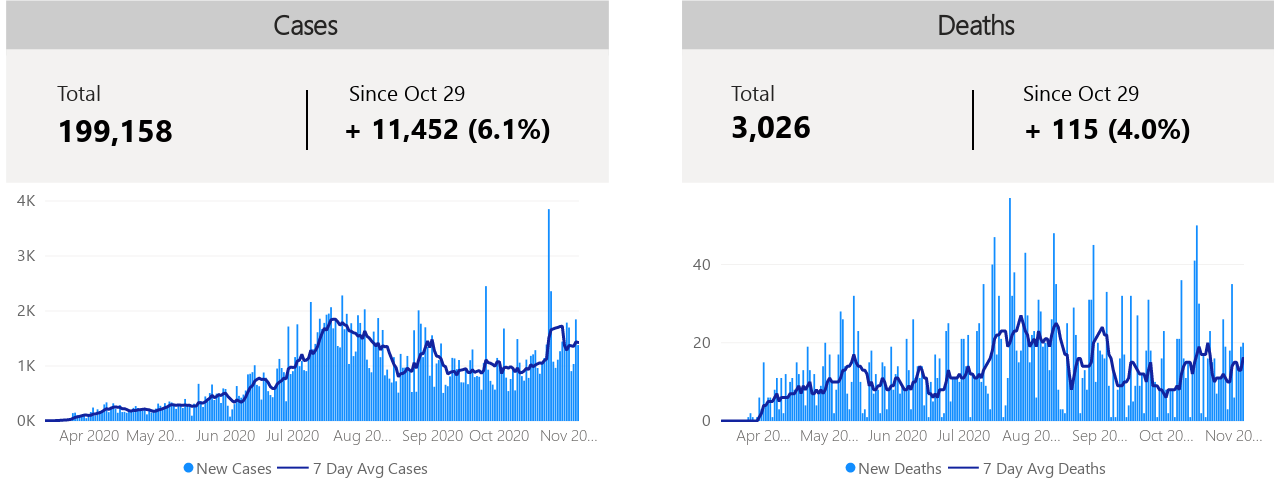 Cases
Total
199,158
Since Oct 29
+ 11,452 (6.1%)
4K
3K
2K
1K
0K
Apr 2020 May 20... Jun 2020 Jul 2020 Aug 20... Sep 2020 Oct 2020 Nov 20...
New Cases 7 Day Avg Cases
Deaths
Total
3,026
Since Oct 29
+ 115 (4.0%)
40
20
0
Apr 20... May 20... Jun 2020 Jul 2020 Aug 20... Sep 20... Oct 20... Nov 20...
New Deaths 7 Day Avg Deaths